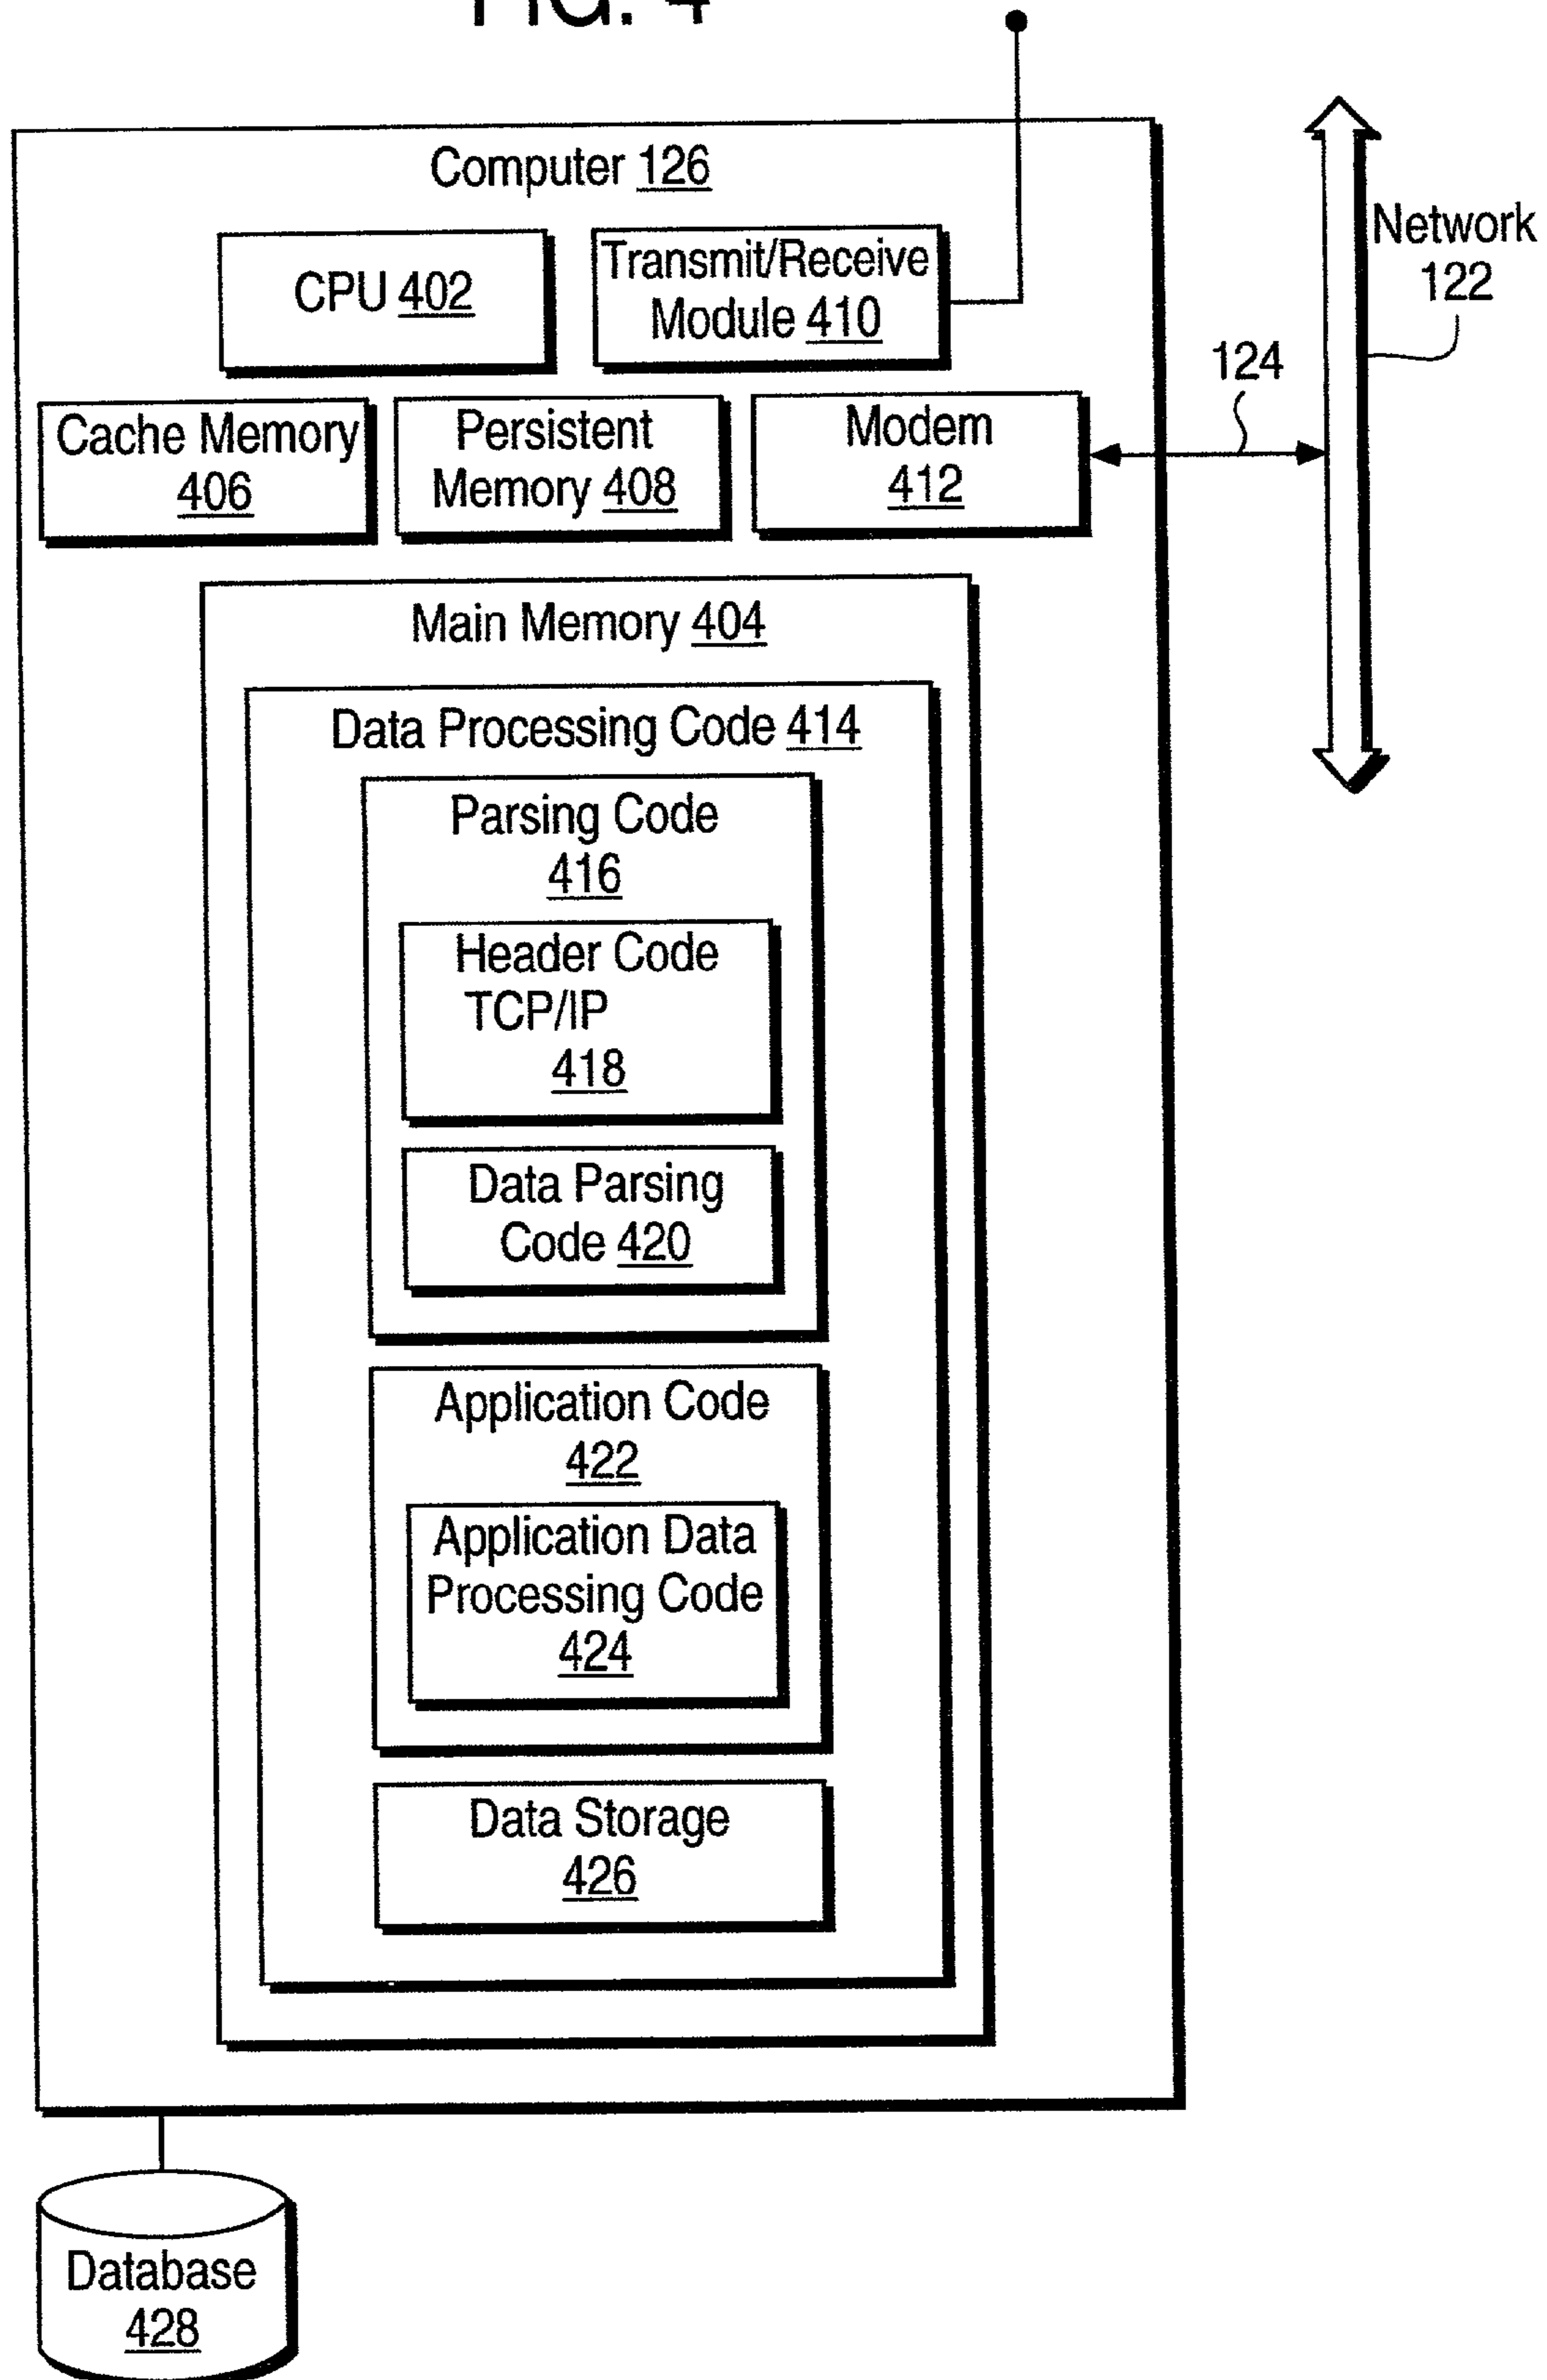 FIG. 4
Computer 126
CPU 402
Transmit/Receive
Module 410
Network
122
124
Cache Memory
406
Persistent
Memory 408
Modem
412
Main Memory 404
Data Processing Code 414
Parsing Code
416
Header Code
TCP/IP
418
Data Parsing
Code 420
Application Code
422
Application Data
Processing Code
424
Data Storage
426
Database
428